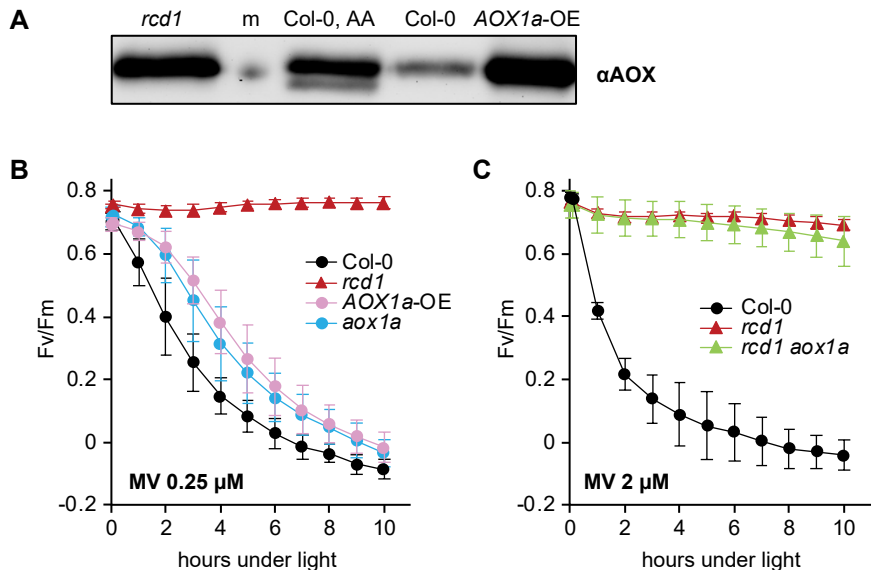 A
rcd1 m Col-0, AA Col-0 AOX1a-OE
αAOX
B
0.8
0.6
0.4
0.2
0
-0.2
Fv/Fm
Col-0
rcd1
AOX1a-OE
aox1a
MV 0.25 µM
0 2 4 6 8 10
hours under light
C
0.8
0.6
0.4
0.2
0
-0.2
Fv/Fm
Col-0
rcd1
rcd1 aox1a
MV 2 µM
0 2 4 6 8 10
hours under light